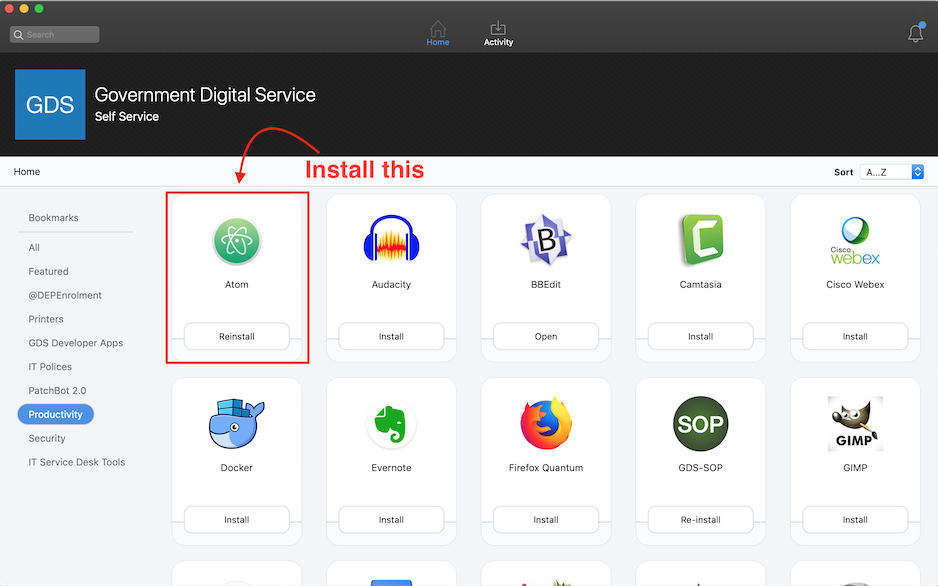 Search
Home
Activity
GDS
Government Digital Service
Self Service
Install this
Home
Sort
A...Z
Bookmarks
All
Featured
@DEPEnrolment
Printers
GDS Developer Apps
IT Polices
PatchBot 2.0
Productivity
Security
IT Service Desk Tools
Atom
Reinstall
Audacity
Install
B
BBEdit
Open
C
Camtasia
Install
Cisco
webex
Cisco Webex
Install
Docker
Install
Evernote
Install
Firefox Quantum
Install
SOP
GDS-SOP
Re-install
GIMP
GIMP
Install